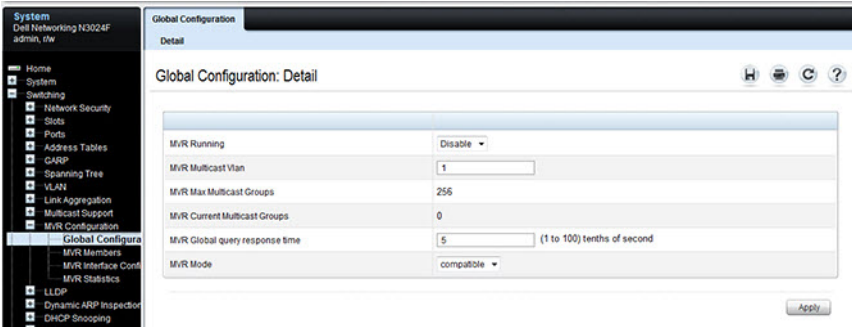 System
Dell Networking N3024F
admin, r/w
Home
System
Switching
Network Security
Slots
Ports
Address Tables
GARP
Spanning Tree
VLAN
Link Aggregation
Multicast Support
MVR Configuration
Global Configura
MVR Members
MVR Interface Confi
MVR Statistics
LLDP
Dynamic ARP Inspection
DHCP Snooping
Global Configuration
Detail
Global Configuration: Detail
MVR Running Disable
MVR Multicast Vlan 1
MVR Max Multicast Groups 256
MVR Current Multicast Groups 0
MVR Global query response time 5 (1 to 100) tenths of second
MVR Mode compatible
Apply